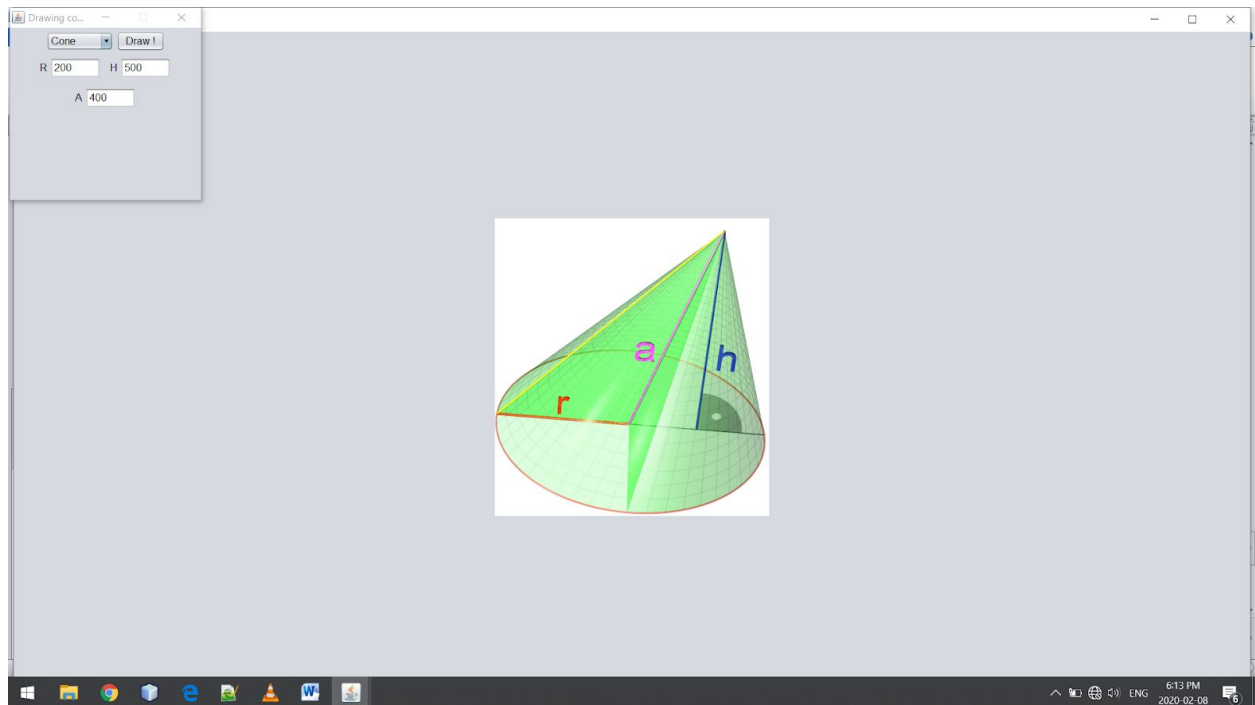 Drawing co...
Cone Draw !
R 200 H 500
A 400
a
h
r
W
ENG
6:13 PM
2020-02-08
6